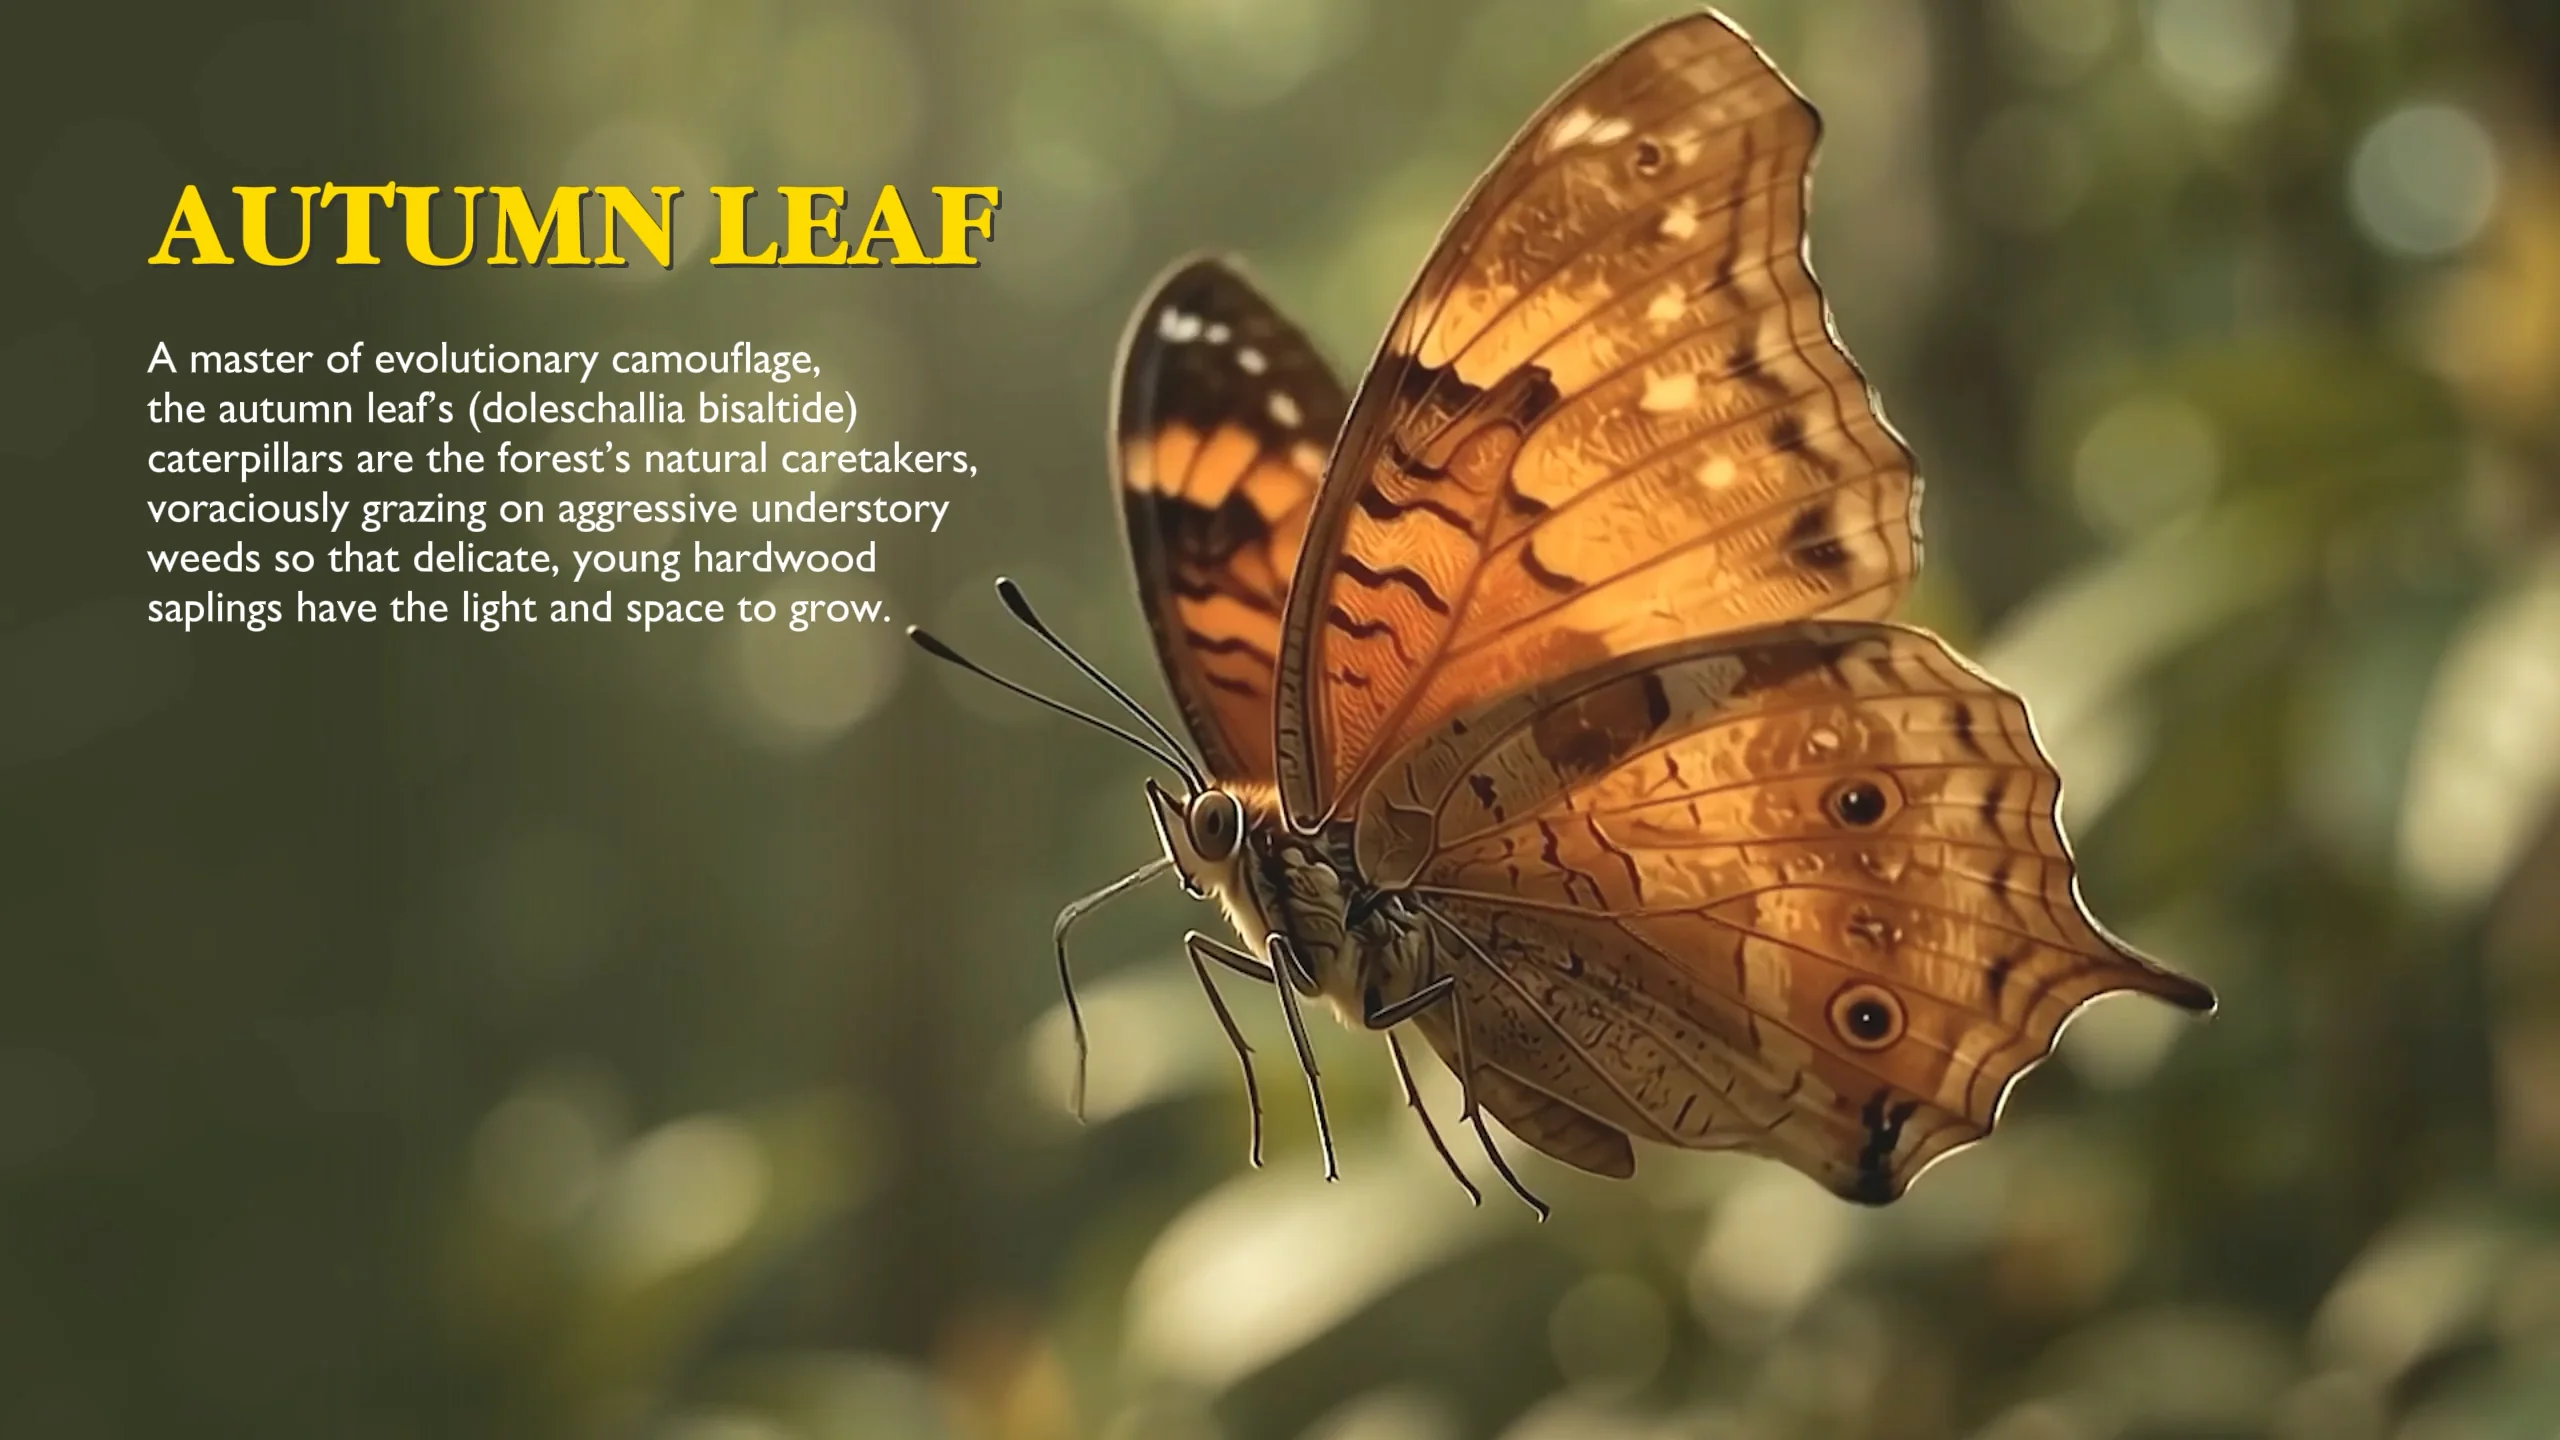 AUTUMN LEAF
A master of evolutionary camouflage,
the autumn leaf’s (doleschallia bisaltide)
caterpillars are the forest’s natural caretakers,
voraciously grazing on aggressive understory
weeds so that delicate, young hardwood
saplings have the light and space to grow.